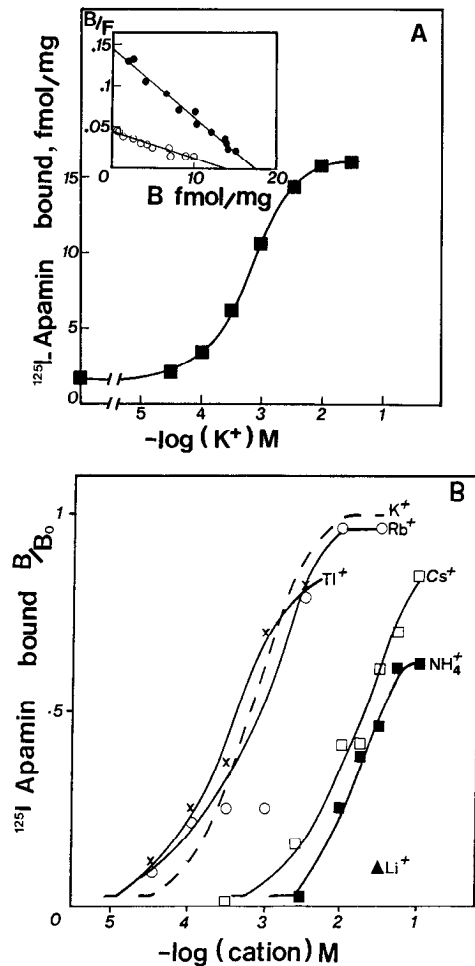 A
B/F
.15
.1
.05
0
10
20
B fmol/mg
¹²⁵I-Apamin bound, fmol/mg
15
10
5
0
5
4
3
2
1
-log(K⁺)M
B
¹²⁵I Apamin bound B/B₀
1
.5
0
K⁺
Rb⁺
Tl⁺
Cs⁺
NH₄⁺
Li⁺
5
4
3
2
1
-log(cation)M